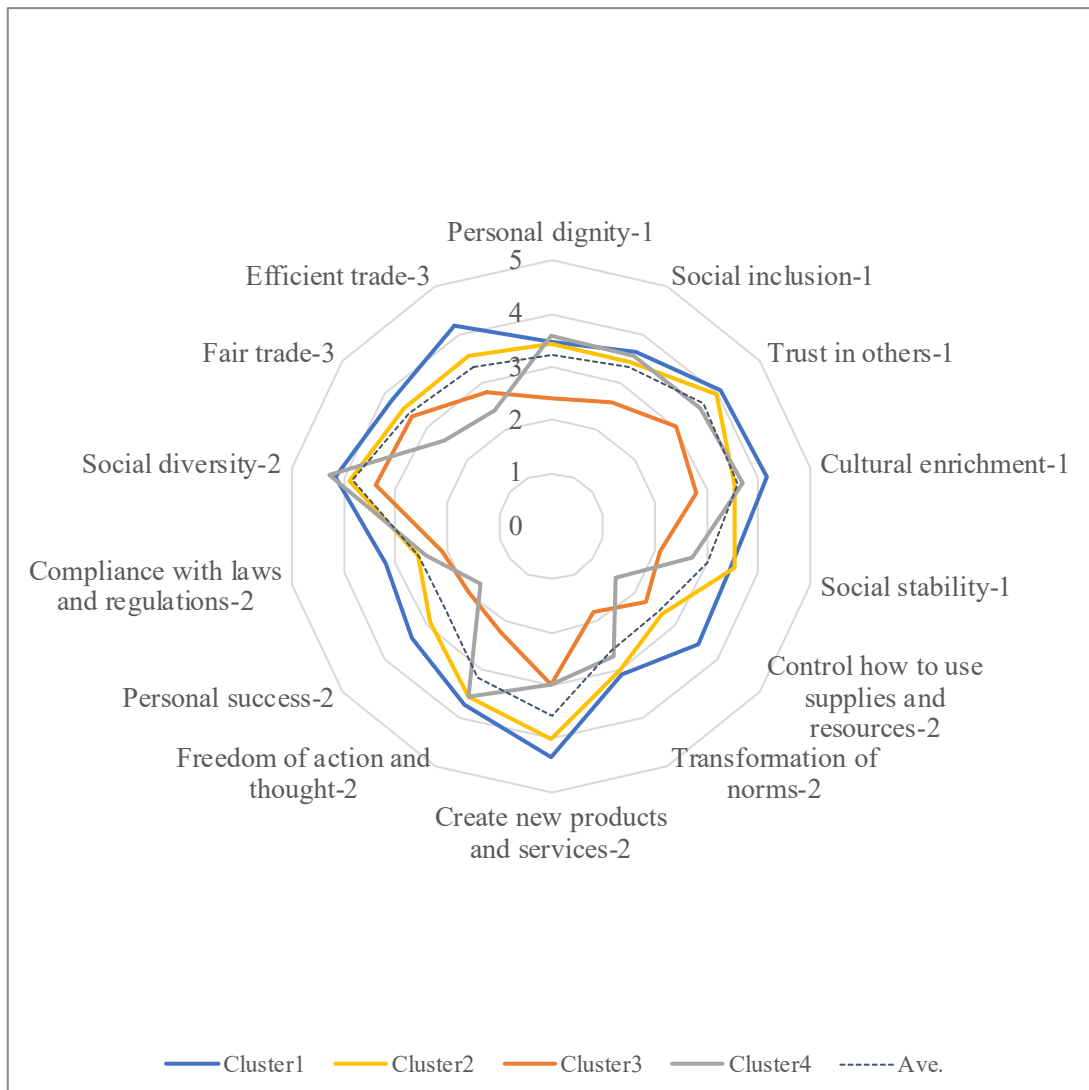 Personal dignity-1
Social inclusion-1
Trust in others-1
Cultural enrichment-1
Social stability-1
Control how to use
supplies and
resources-2
Transformation of
norms-2
Create new products
and services-2
Freedom of action and
thought-2
Personal success-2
Compliance with laws
and regulations-2
Social diversity-2
Fair trade-3
Efficient trade-3
5
4
3
2
1
0
Cluster1
Cluster2
Cluster3
Cluster4
Ave.